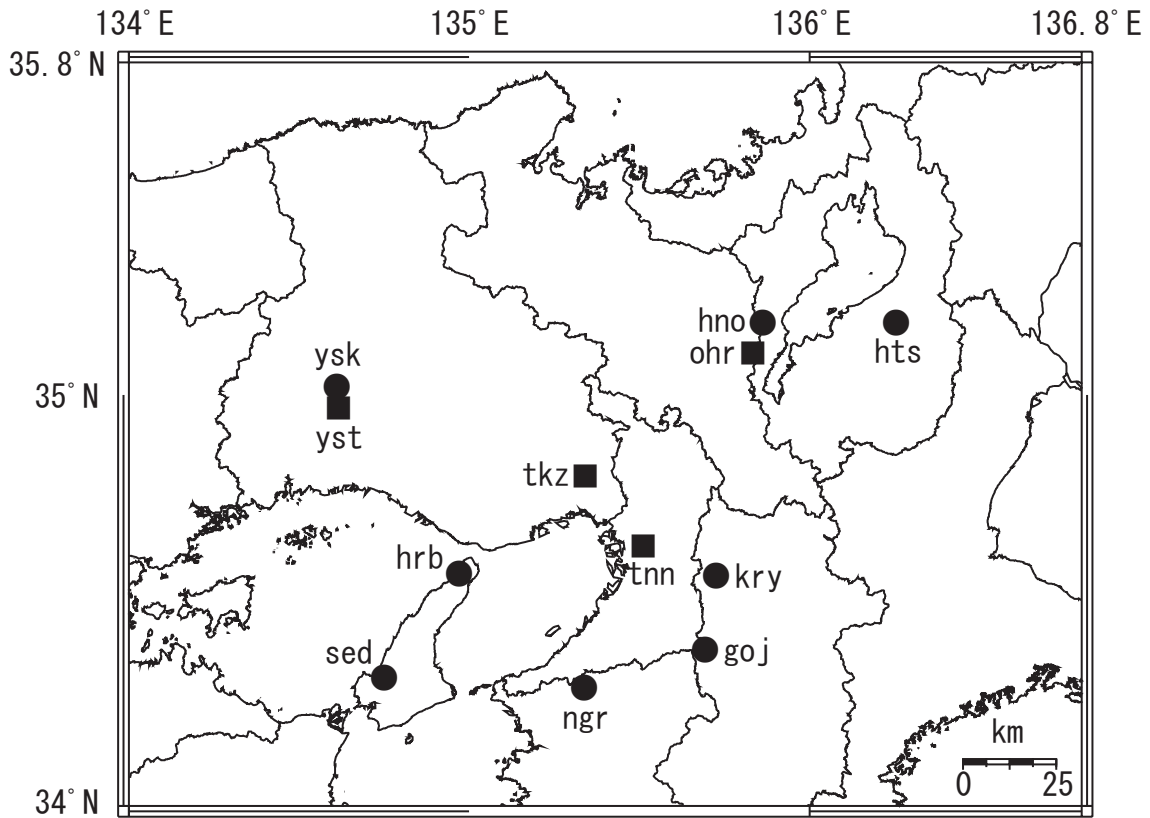 134°E 135°E 136°E 136.8°E
35.8°N
hno
ohr
hts
ysk
35°N
yst
tkz
hrb
tnn
kry
sed
goj
ngr
km
0 25
34°N